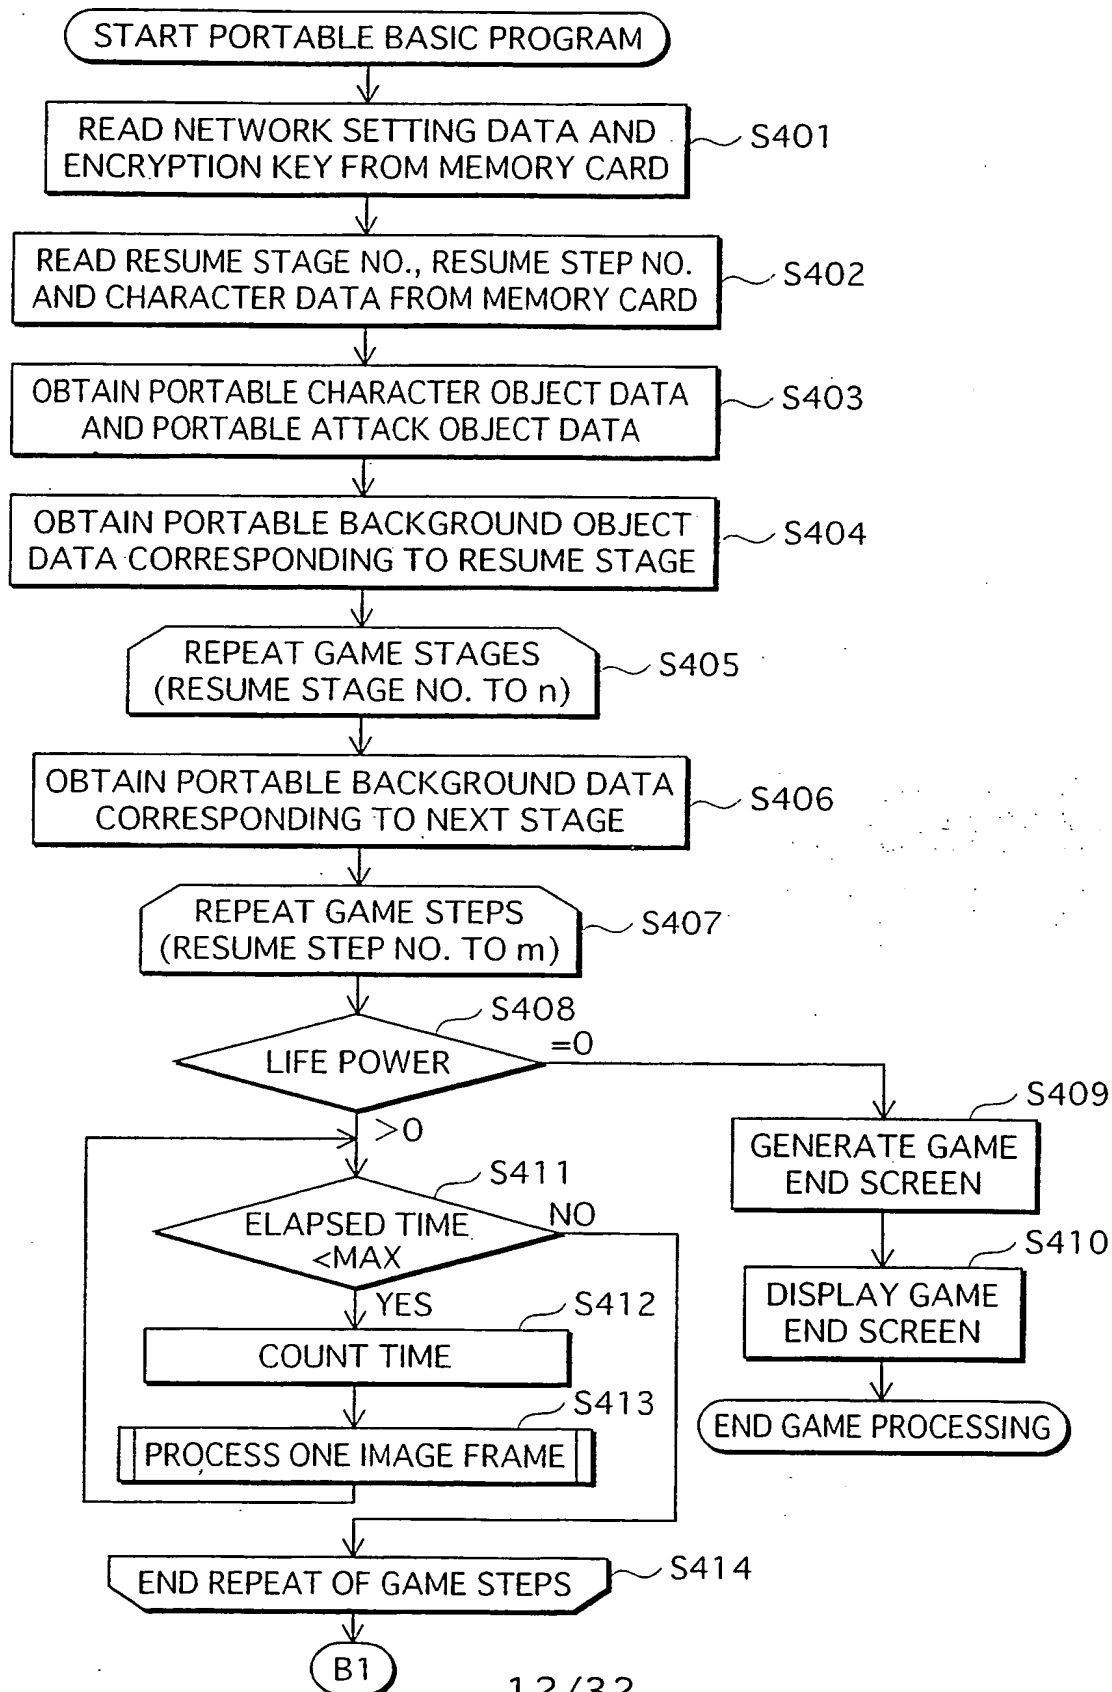 START PORTABLE BASIC PROGRAM
READ NETWORK SETTING DATA AND
ENCRYPTION KEY FROM MEMORY CARD
S401
READ RESUME STAGE NO., RESUME STEP NO.
AND CHARACTER DATA FROM MEMORY CARD
S402
OBTAIN PORTABLE CHARACTER OBJECT DATA
AND PORTABLE ATTACK OBJECT DATA
S403
OBTAIN PORTABLE BACKGROUND OBJECT
DATA CORRESPONDING TO RESUME STAGE
S404
REPEAT GAME STAGES
(RESUME STAGE NO. TO n)
S405
OBTAIN PORTABLE BACKGROUND DATA
CORRESPONDING TO NEXT STAGE
S406
REPEAT GAME STEPS
(RESUME STEP NO. TO m)
S407
S408
LIFE POWER
=0
>0
S409
GENERATE GAME
END SCREEN
S410
DISPLAY GAME
END SCREEN
END GAME PROCESSING
S411
ELAPSED TIME
<MAX
NO
YES
S412
COUNT TIME
S413
PROCESS ONE IMAGE FRAME
END REPEAT OF GAME STEPS
S414
B1
12/32